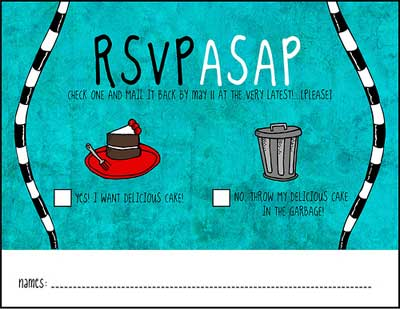 RSVPASAP
CHECK ONE AND MAIL IT BACK BY MAY 11 AT THE VERY LATEST!...(PLEASE)
YES! I WANT DELICIOUS CAKE!
NO, THROW MY DELICIOUS CAKE
IN THE GARBAGE!
names: